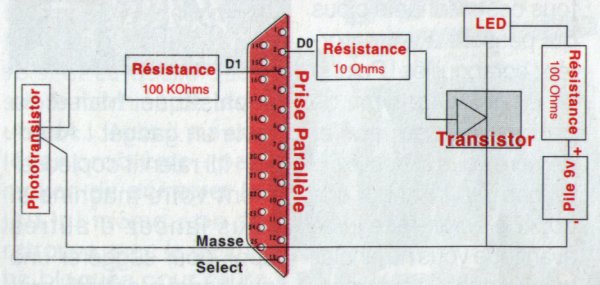 LED
D0
D1
Résistance
100 KOhms
Résistance
10 Ohms
Résistance
100 Ohms
Phototransistor
Prise Parallèle
Transistor
+ Pile 9v -
Masse
Select